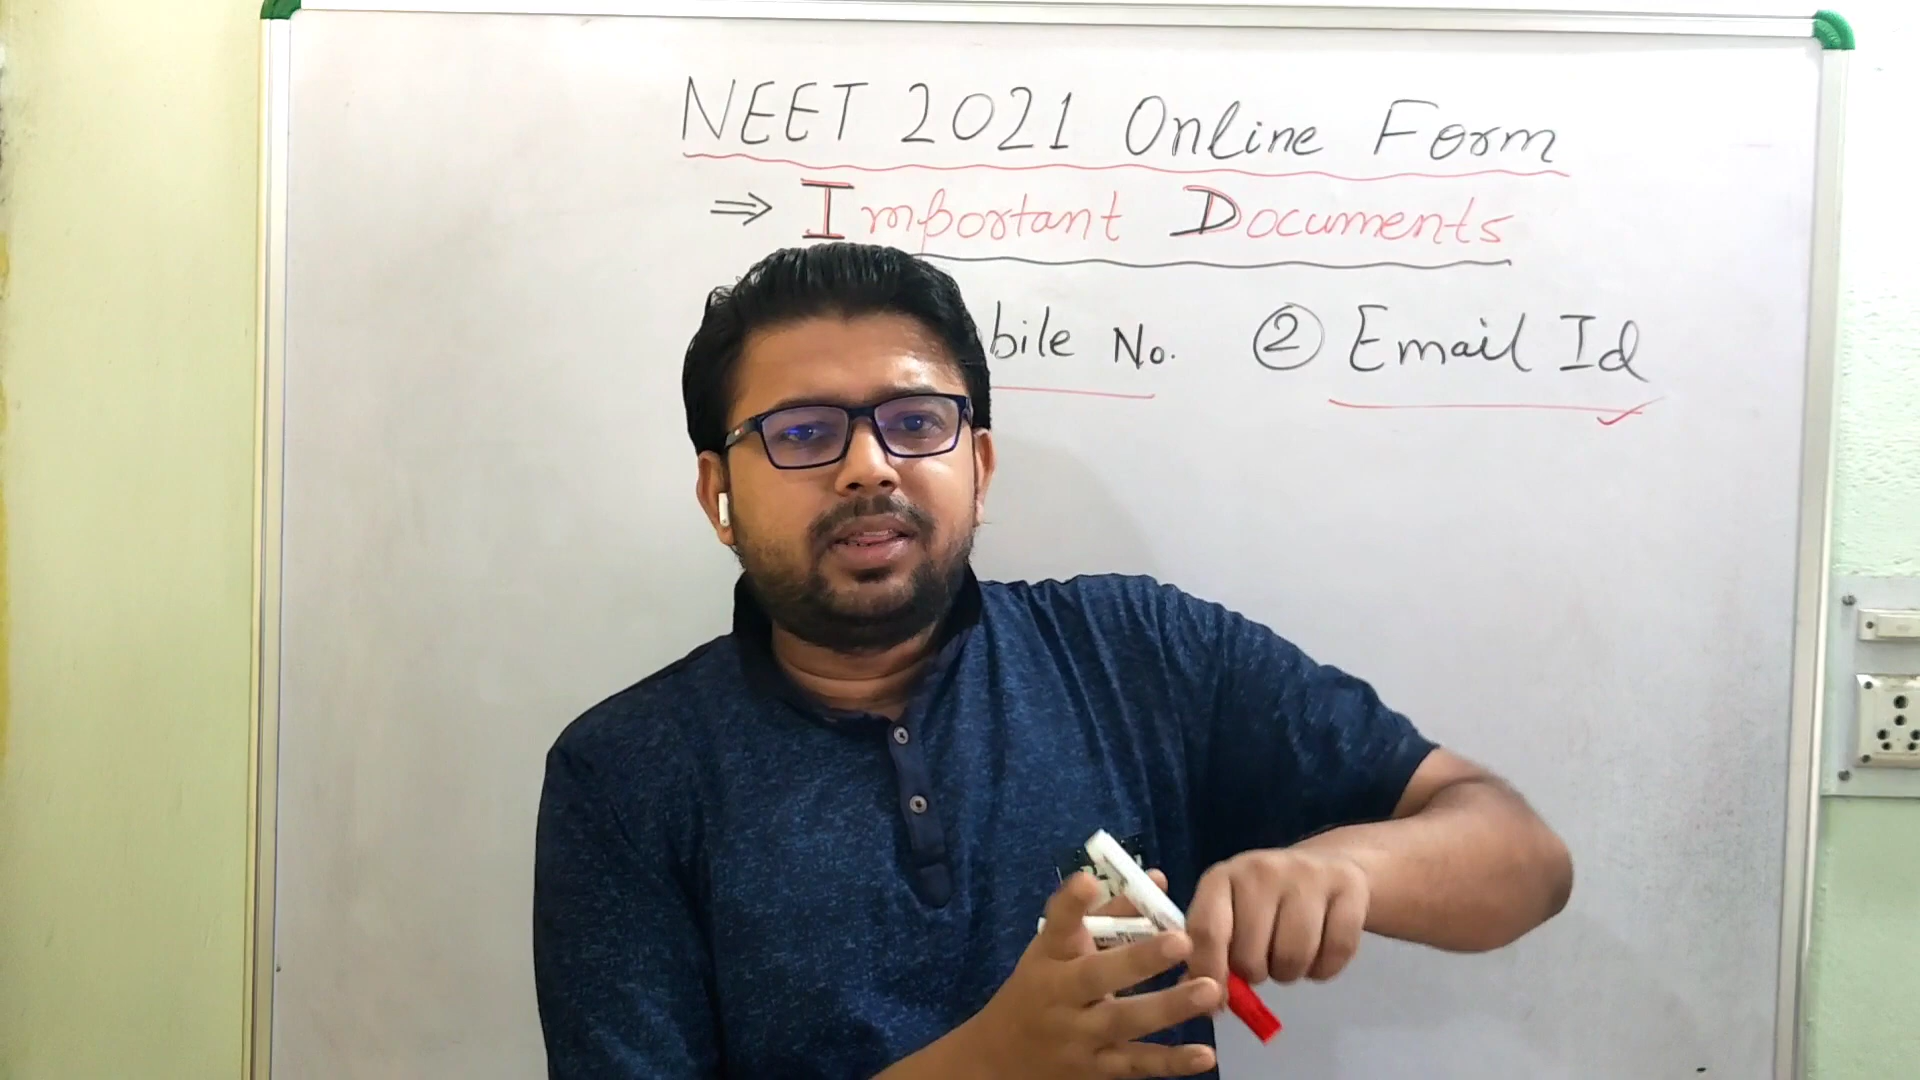 NEET 2021 Online Form
⇒ Important Documents
bile No. ② Email Id